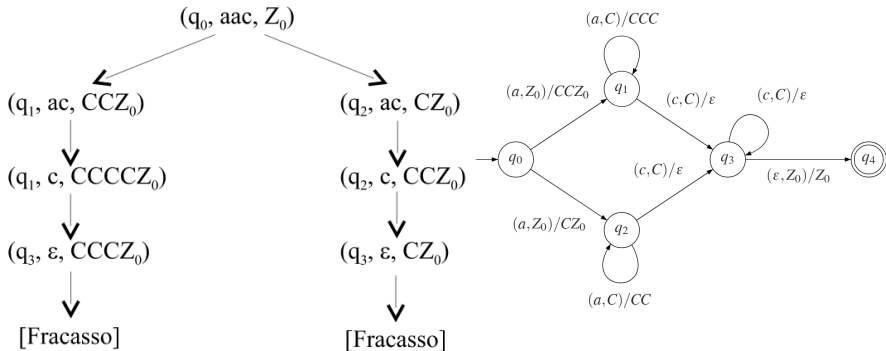 (q₀, aac, Z₀)
(q₁, ac, CCZ₀)
(q₂, ac, CZ₀)
(q₁, c, CCCCZ₀)
(q₂, c, CCZ₀)
(q₃, ε, CCCZ₀)
(q₃, ε, CZ₀)
[Fracasso]
[Fracasso]
(a,C)/CCC
q₁
(a,Z₀)/CCZ₀
(c,C)/ε
(c,C)/ε
q₀
q₃
q₄
(c,C)/ε
(ε,Z₀)/Z₀
(a,Z₀)/CZ₀
q₂
(a,C)/CC